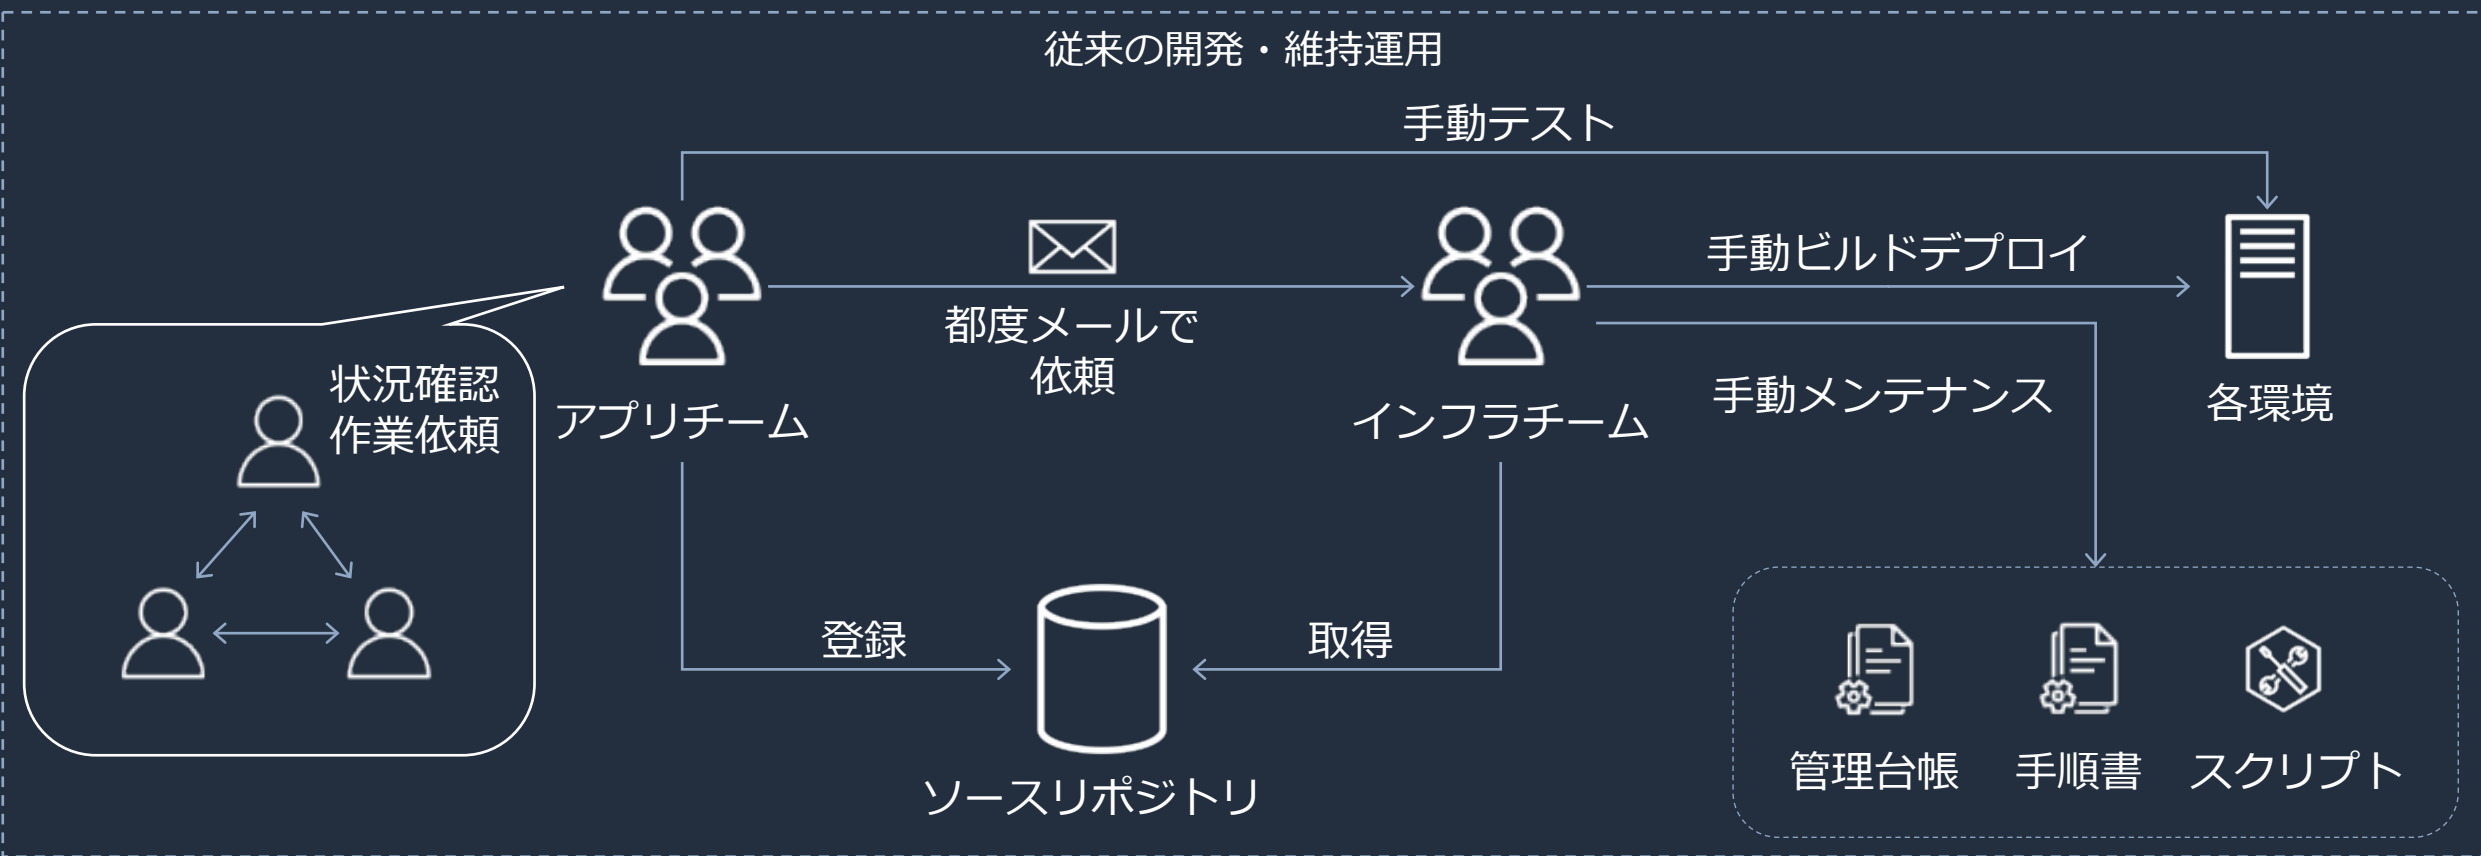 従来の開発・維持運用
手動テスト
手動ビルドデプロイ
都度メールで
依頼
状況確認
作業依頼
アプリチーム
インフラチーム
手動メンテナンス
各環境
登録
取得
ソースリポジトリ
管理台帳
手順書
スクリプト